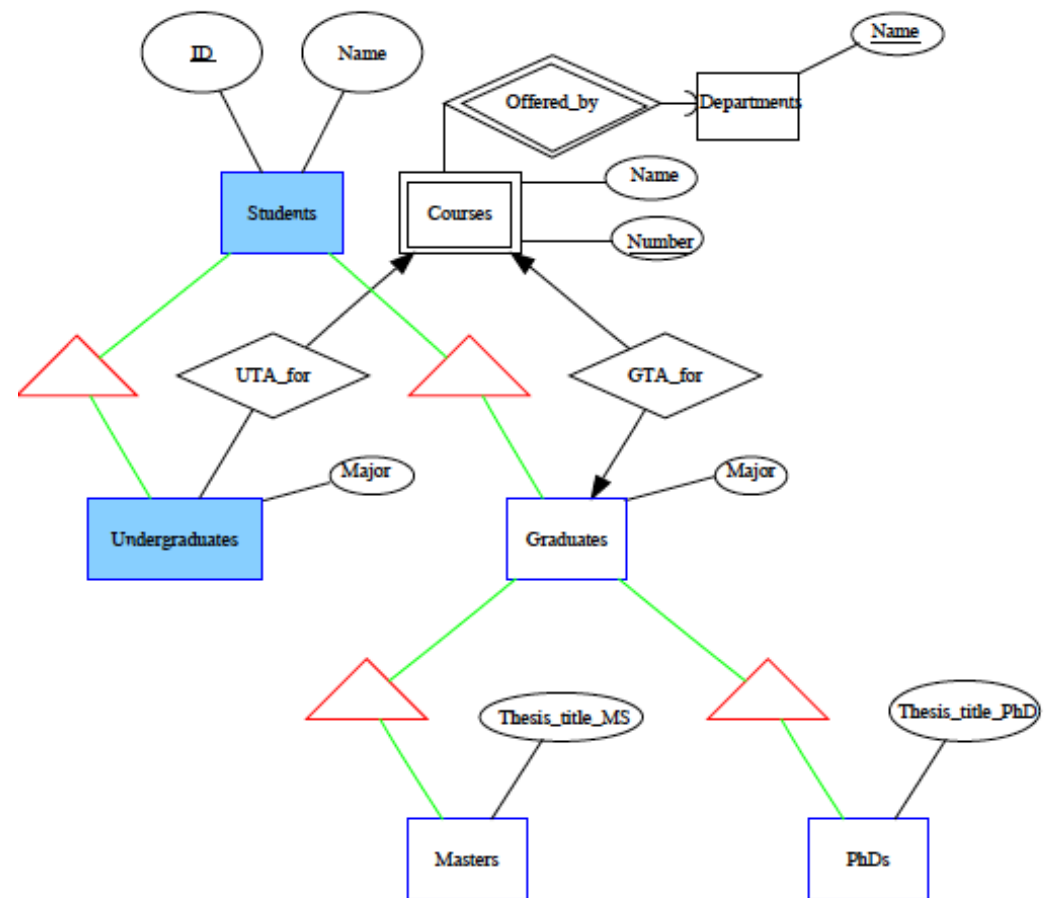 ID
Name
Name
Offered_by
Departments
Name
Students
Courses
Number
UTA_for
GTA_for
Major
Major
Undergraduates
Graduates
Thesis_title_MS
Thesis_title_PhD
Masters
PhDs